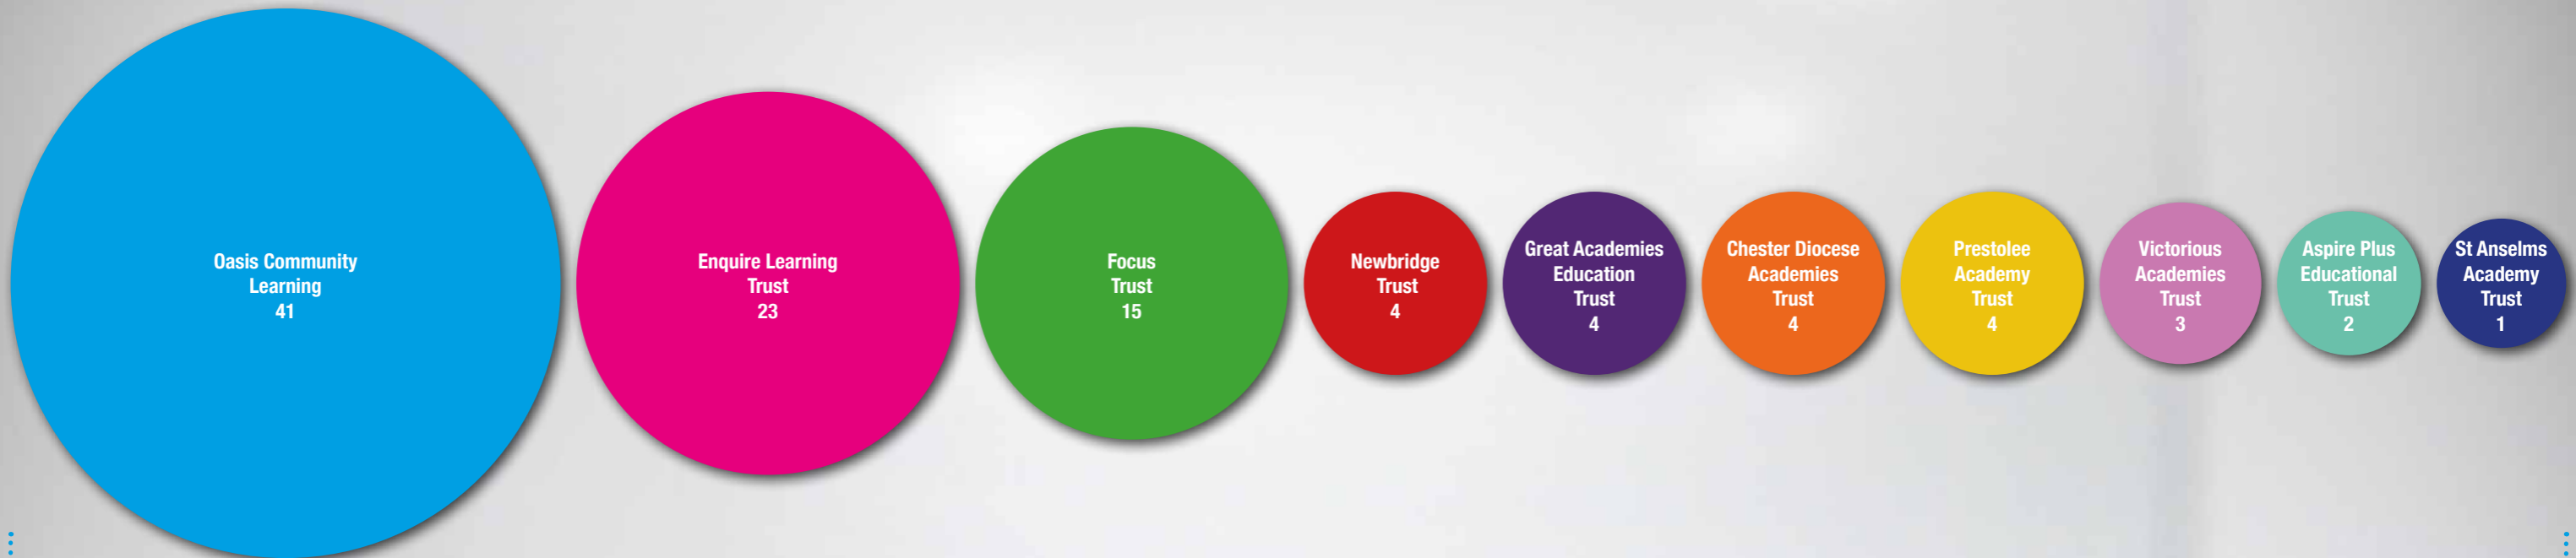 Oasis Community
Learning
41
Enquire Learning
Trust
23
Focus
Trust
15
Newbridge
Trust
4
Great Academies
Education
Trust
4
Chester Diocese
Academies
Trust
4
Prestolee
Academy
Trust
4
Victorious
Academies
Trust
3
Aspire Plus
Educational
Trust
2
St Anselms
Academy
Trust
1